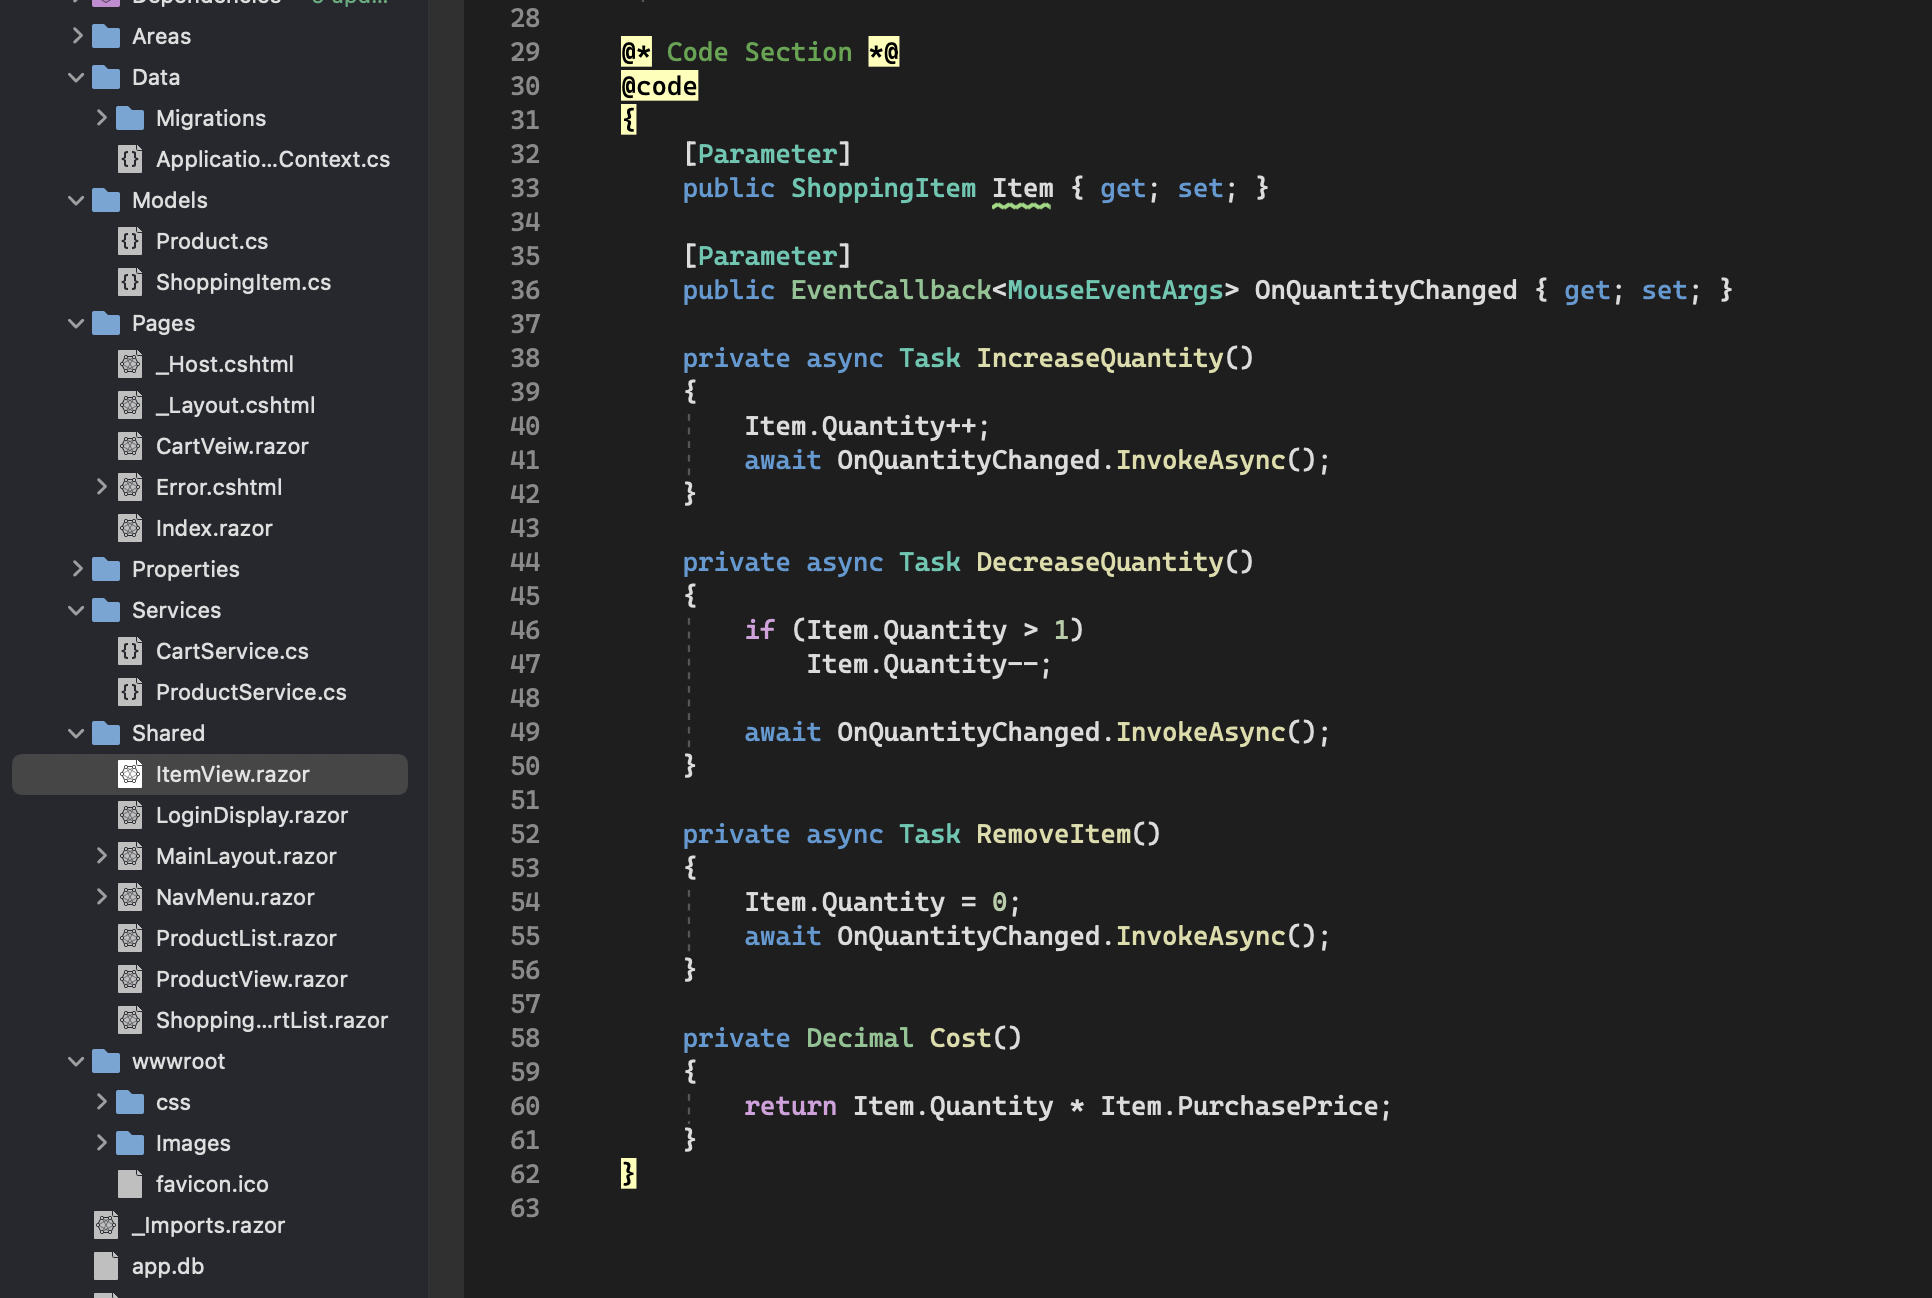 Dependencies
Areas
Data
Migrations
Applicatio...Context.cs
Models
Product.cs
ShoppingItem.cs
Pages
_Host.cshtml
_Layout.cshtml
CartVeiw.razor
Error.cshtml
Index.razor
Properties
Services
CartService.cs
ProductService.cs
Shared
ItemView.razor
LoginDisplay.razor
MainLayout.razor
NavMenu.razor
ProductList.razor
ProductView.razor
Shopping...rtList.razor
wwwroot
css
Images
favicon.ico
_Imports.razor
app.db
28
29 @* Code Section *@
30 @code
31 {
32 [Parameter]
33 public ShoppingItem Item { get; set; }
34
35 [Parameter]
36 public EventCallback<MouseEventArgs> OnQuantityChanged { get; set; }
37
38 private async Task IncreaseQuantity()
39 {
40 Item.Quantity++;
41 await OnQuantityChanged.InvokeAsync();
42 }
43
44 private async Task DecreaseQuantity()
45 {
46 if (Item.Quantity > 1)
47 Item.Quantity--;
48
49 await OnQuantityChanged.InvokeAsync();
50 }
51
52 private async Task RemoveItem()
53 {
54 Item.Quantity = 0;
55 await OnQuantityChanged.InvokeAsync();
56 }
57
58 private Decimal Cost()
59 {
60 return Item.Quantity * Item.PurchasePrice;
61 }
62 }
63